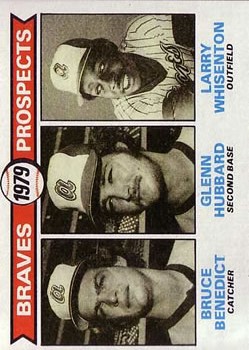 BRAVES 1979 PROSPECTS
BRUCE
BENEDICT
CATCHER
GLENN
HUBBARD
SECOND BASE
LARRY
WHISENTON
OUTFIELD